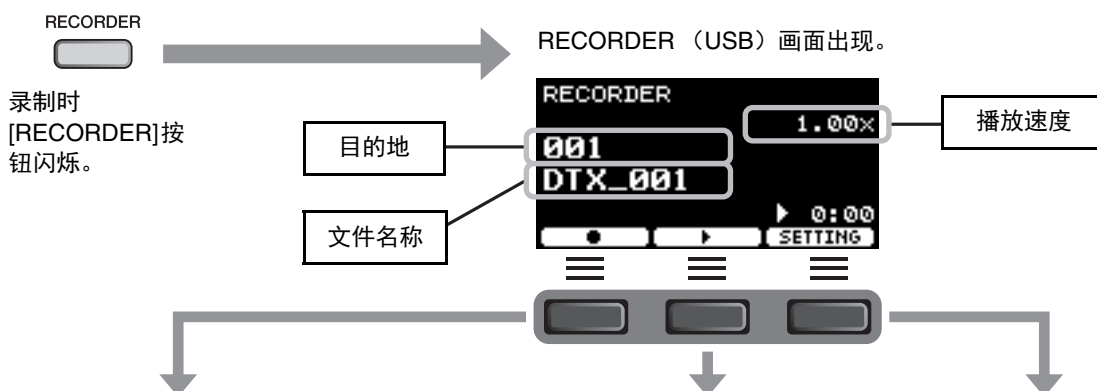 RECORDER
录制时
[RECORDER]按
钮闪烁。
RECORDER （USB）画面出现。
RECORDER
1.00×
001
DTX_001
0:00
SETTING
目的地
文件名称
播放速度